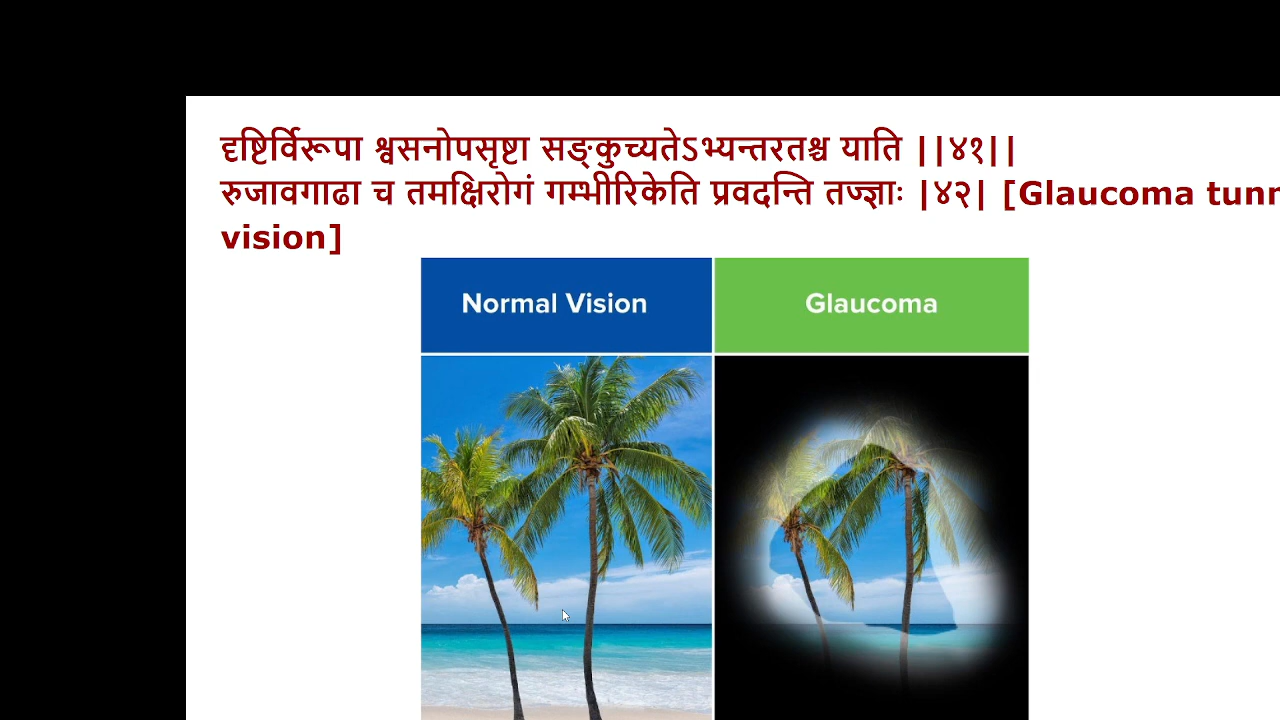 दृष्टिर्विरूपा श्वसनोपसृष्टा सङ्कुच्यतेऽभ्यन्तरतश्च याति ||४१||
रुजावगाढा च तमक्षिरोगं गम्भीरिकेति प्रवदन्ति तज्ज्ञाः |४२| [Glaucoma tunn
vision]
Normal Vision
Glaucoma